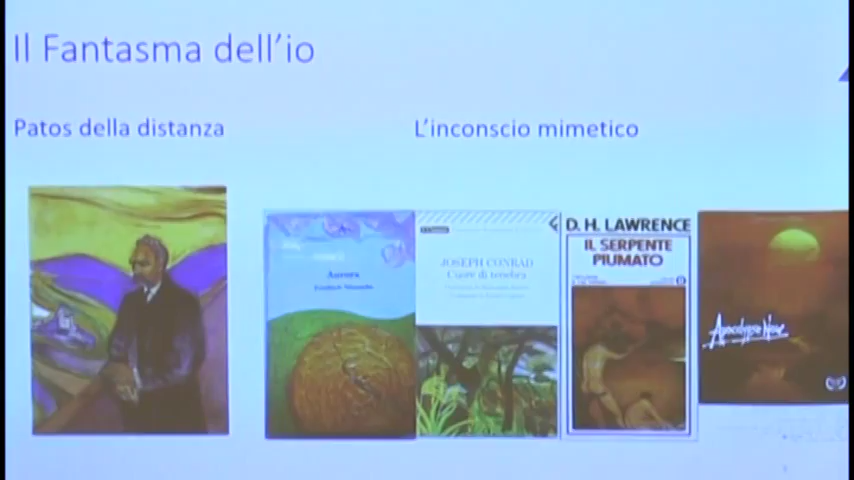 Il Fantasma dell'io
Patos della distanza
L'inconscio mimetico
Aurora
JOSEPH CONRAD
Cuore di tenebra
D. H. LAWRENCE
IL SERPENTE
PIUMATO
Apocalypse Now